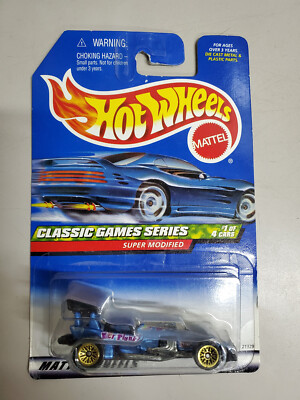 WARNING:
CHOKING HAZARD –
Small parts. Not for children
under 3 years.
FOR AGES
OVER 3 YEARS
DIE CAST METAL &
PLASTIC PARTS.
Hot Wheels
MATTEL
CLASSIC GAMES SERIES
#1 OF
4 CARS
SUPER MODIFIED